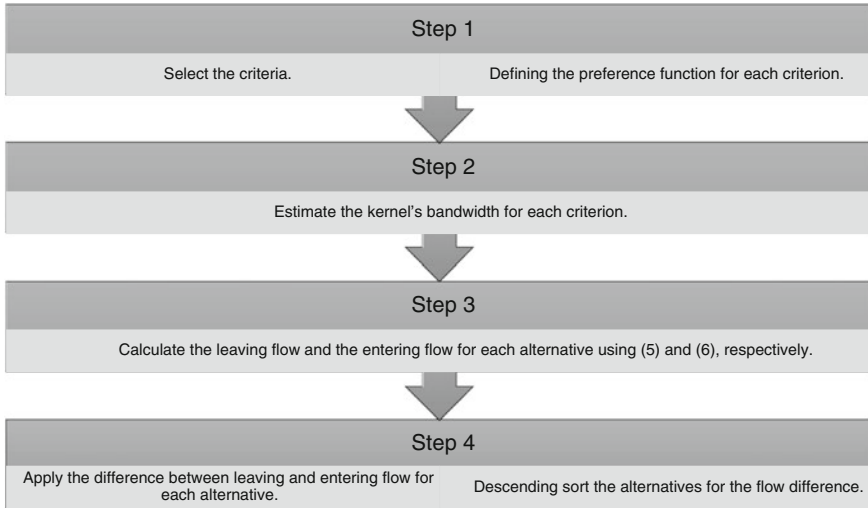 Step 1
Select the criteria.
Defining the preference function for each criterion.
Step 2
Estimate the kernel's bandwidth for each criterion.
Step 3
Calculate the leaving flow and the entering flow for each alternative using (5) and (6), respectively.
Step 4
Apply the difference between leaving and entering flow for
each alternative.
Descending sort the alternatives for the flow difference.